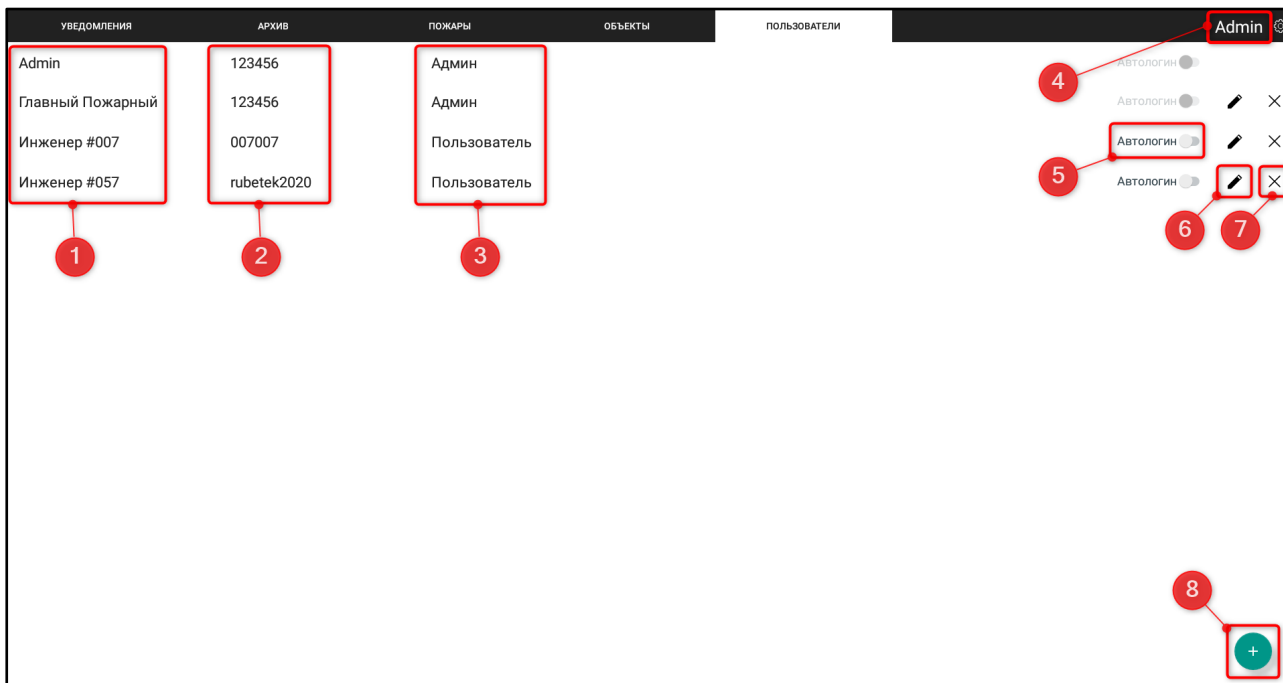 УВЕДОМЛЕНИЯ АРХИВ ПОЖАРЫ ОБЪЕКТЫ ПОЛЬЗОВАТЕЛИ Admin
Admin 123456 Админ Автологин
4
Главный Пожарный 123456 Админ Автологин
Инженер #007 007007 Пользователь Автологин
5
Инженер #057 rubetek2020 Пользователь Автологин
6 7
1 2 3
8
+